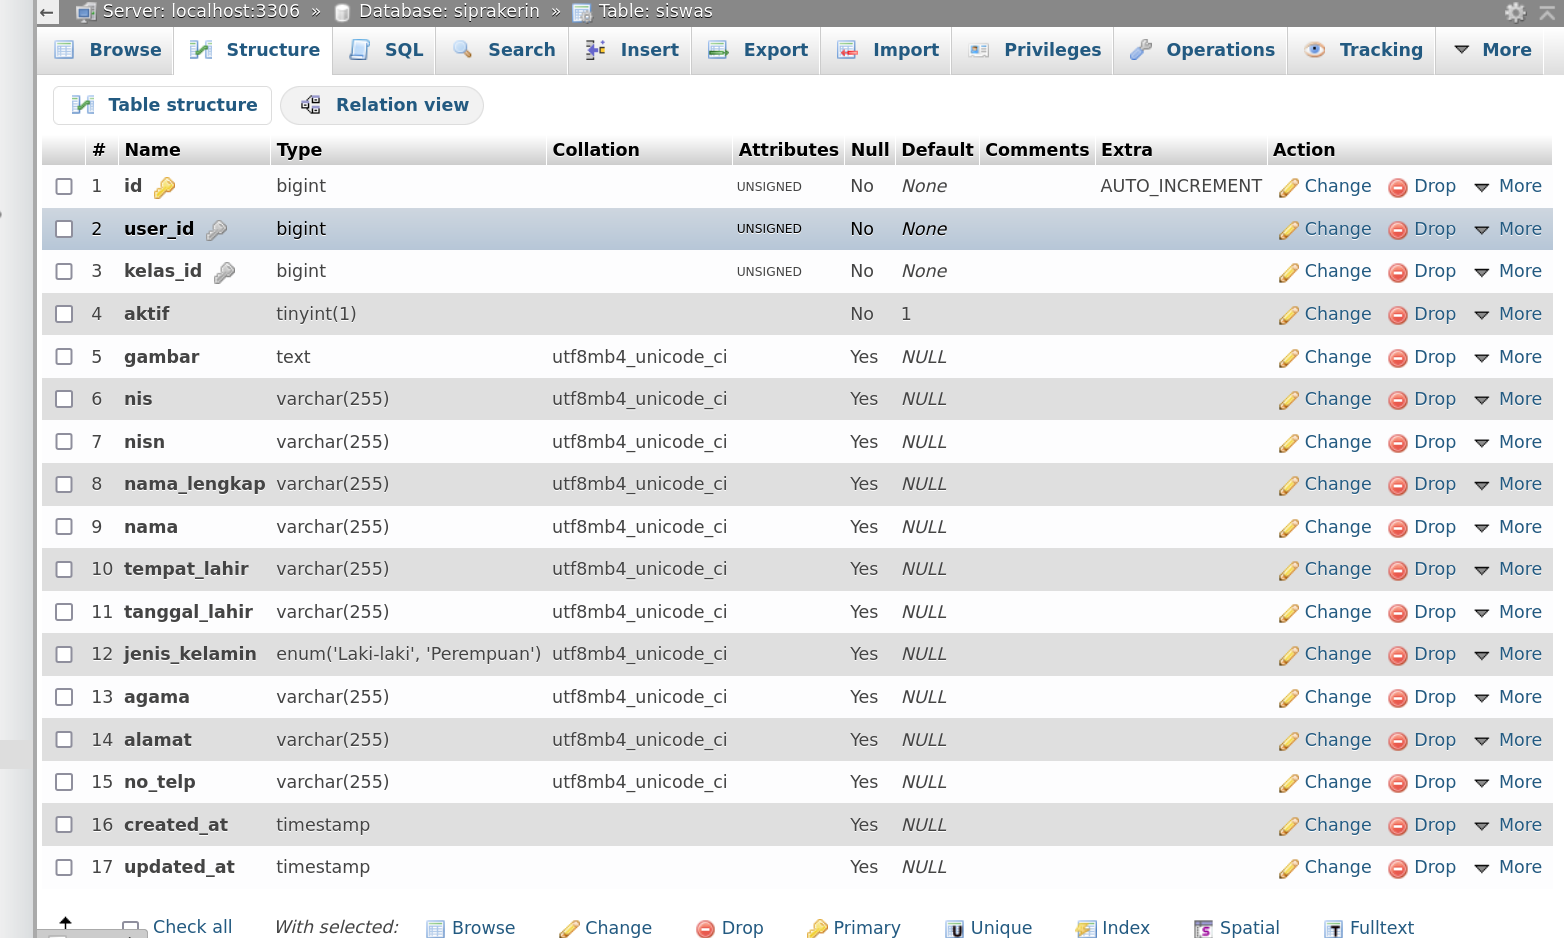 Server: localhost:3306 » Database: siprakerin » Table: siswas
Browse Structure SQL Search Insert Export Import Privileges Operations Tracking More
Table structure Relation view
# Name Type Collation Attributes Null Default Comments Extra Action
1 id bigint UNSIGNED No None AUTO_INCREMENT Change Drop More
2 user_id bigint UNSIGNED No None Change Drop More
3 kelas_id bigint UNSIGNED No None Change Drop More
4 aktif tinyint(1) No 1 Change Drop More
5 gambar text utf8mb4_unicode_ci Yes NULL Change Drop More
6 nis varchar(255) utf8mb4_unicode_ci Yes NULL Change Drop More
7 nisn varchar(255) utf8mb4_unicode_ci Yes NULL Change Drop More
8 nama_lengkap varchar(255) utf8mb4_unicode_ci Yes NULL Change Drop More
9 nama varchar(255) utf8mb4_unicode_ci Yes NULL Change Drop More
10 tempat_lahir varchar(255) utf8mb4_unicode_ci Yes NULL Change Drop More
11 tanggal_lahir varchar(255) utf8mb4_unicode_ci Yes NULL Change Drop More
12 jenis_kelamin enum('Laki-laki', 'Perempuan') utf8mb4_unicode_ci Yes NULL Change Drop More
13 agama varchar(255) utf8mb4_unicode_ci Yes NULL Change Drop More
14 alamat varchar(255) utf8mb4_unicode_ci Yes NULL Change Drop More
15 no_telp varchar(255) utf8mb4_unicode_ci Yes NULL Change Drop More
16 created_at timestamp Yes NULL Change Drop More
17 updated_at timestamp Yes NULL Change Drop More
Check all With selected: Browse Change Drop Primary Unique Index Spatial Fulltext